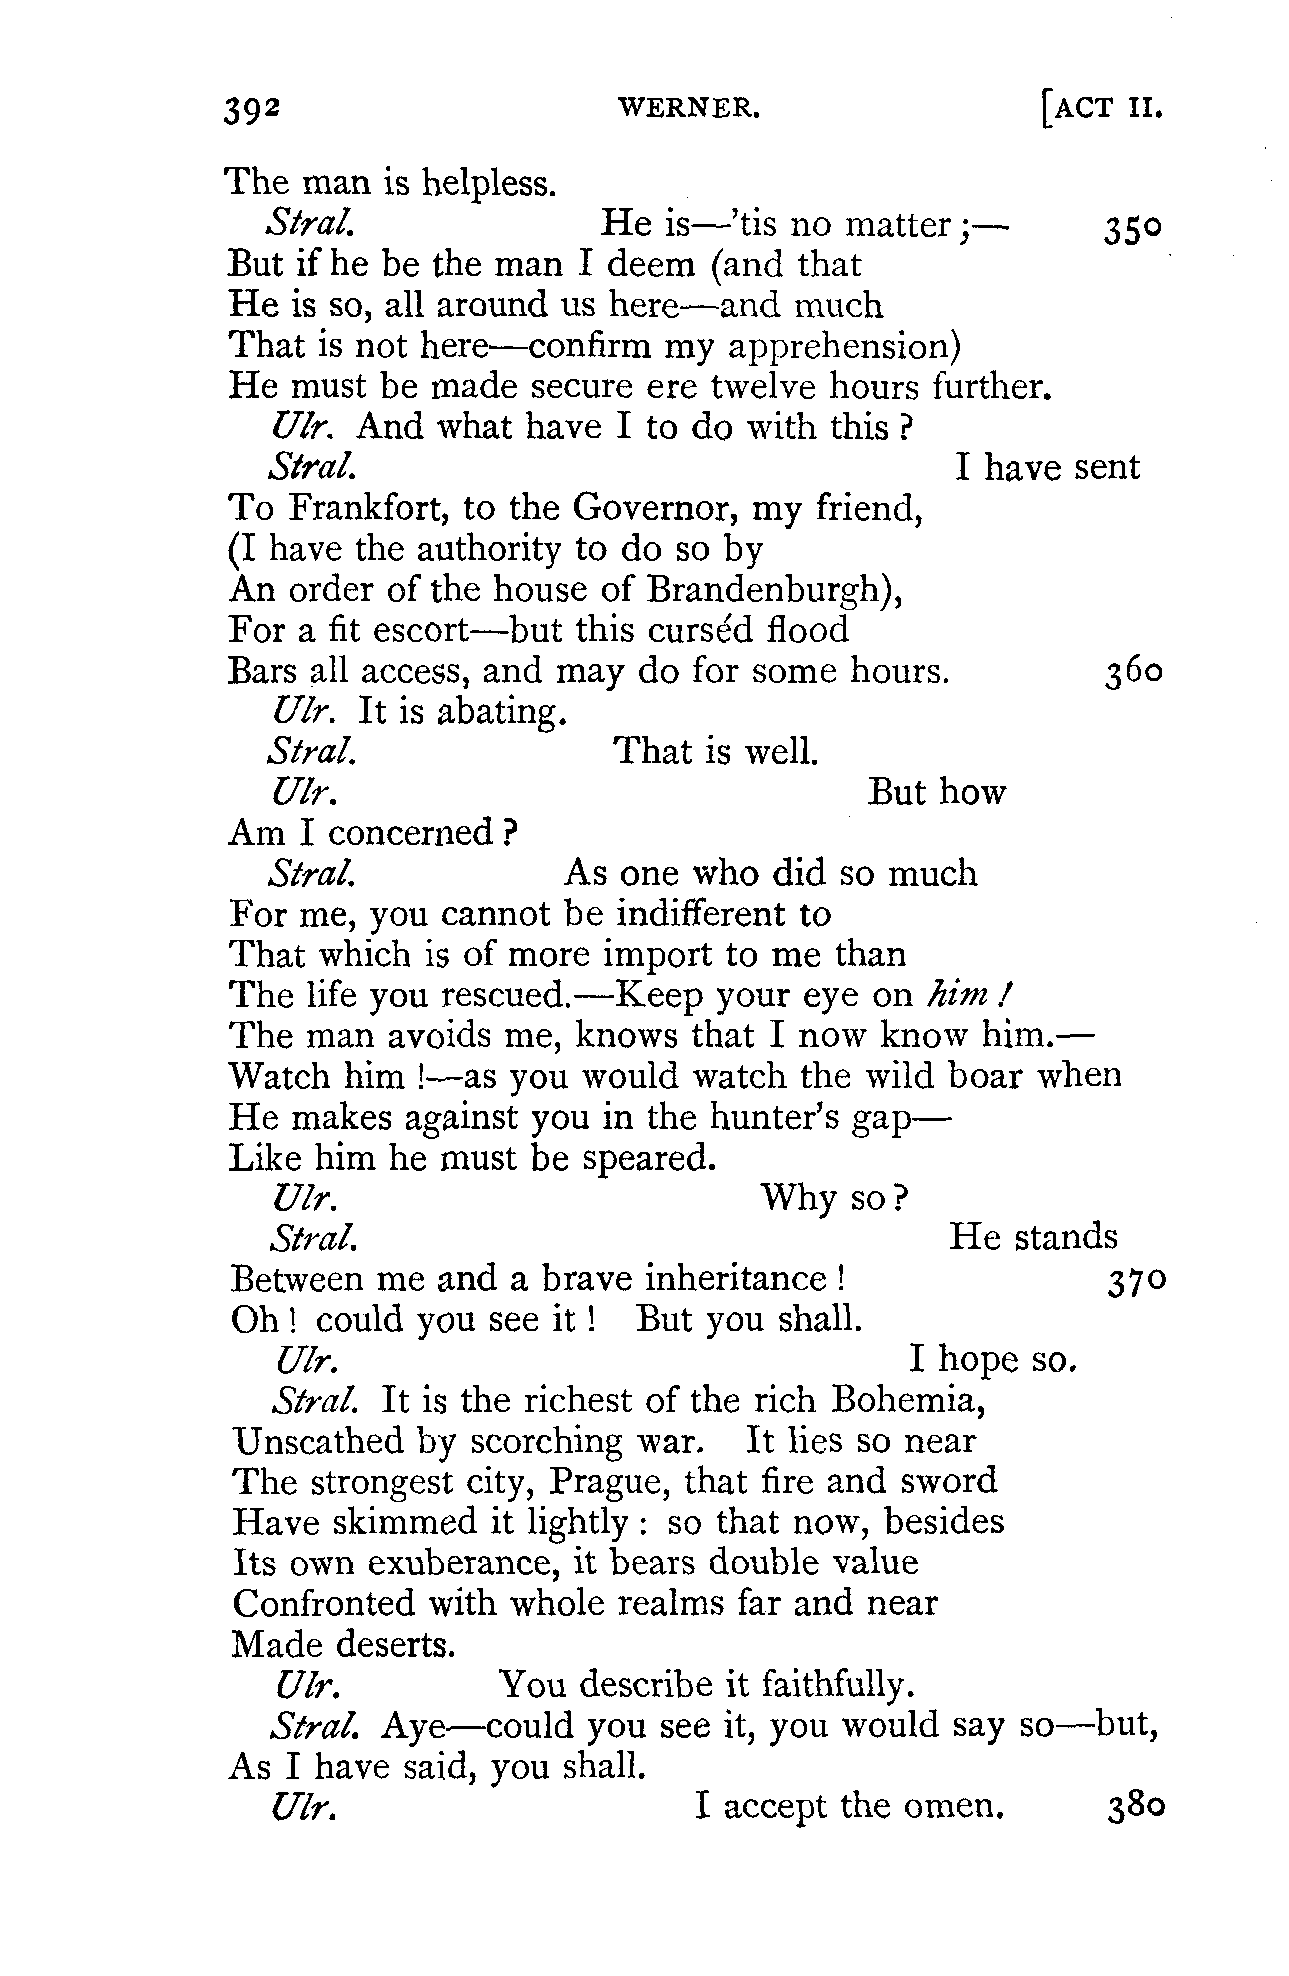 392 WERNER. [ACT II.
The man is helpless.
Stral. He is—'tis no matter;— 350
But if he be the man I deem (and that
He is so, all around us here—and much
That is not here—confirm my apprehension)
He must be made secure ere twelve hours further.
Ulr. And what have I to do with this?
Stral. I have sent
To Frankfort, to the Governor, my friend,
(I have the authority to do so by
An order of the house of Brandenburgh),
For a fit escort—but this curséd flood
Bars all access, and may do for some hours. 360
Ulr. It is abating.
Stral. That is well.
Ulr. But how
Am I concerned?
Stral. As one who did so much
For me, you cannot be indifferent to
That which is of more import to me than
The life you rescued.—Keep your eye on him!
The man avoids me, knows that I now know him.—
Watch him!—as you would watch the wild boar when
He makes against you in the hunter's gap—
Like him he must be speared.
Ulr. Why so?
Stral. He stands
Between me and a brave inheritance! 370
Oh! could you see it! But you shall.
Ulr. I hope so.
Stral. It is the richest of the rich Bohemia,
Unscathed by scorching war. It lies so near
The strongest city, Prague, that fire and sword
Have skimmed it lightly: so that now, besides
Its own exuberance, it bears double value
Confronted with whole realms far and near
Made deserts.
Ulr. You describe it faithfully.
Stral. Aye—could you see it, you would say so—but,
As I have said, you shall.
Ulr. I accept the omen. 380